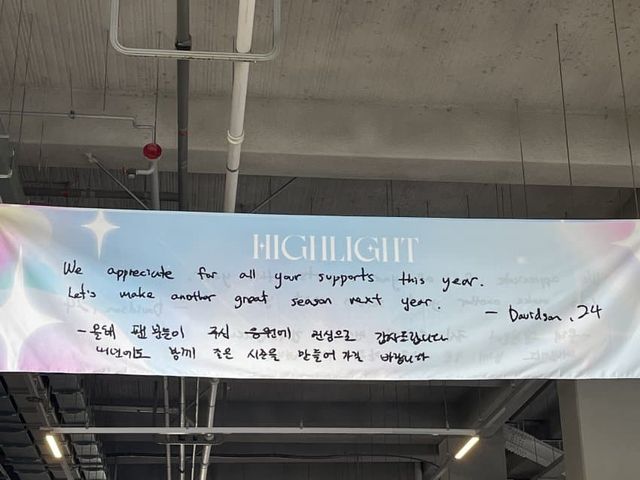 HIGHLIGHT
We appreciate for all your supports this year.
Let's make another great season next year.
- Davidson, 24
- 올해 팬분들이 주신 응원에 진심으로 감사드립니다
내년에도 함께 좋은 시즌을 만들어가길 바랍니다